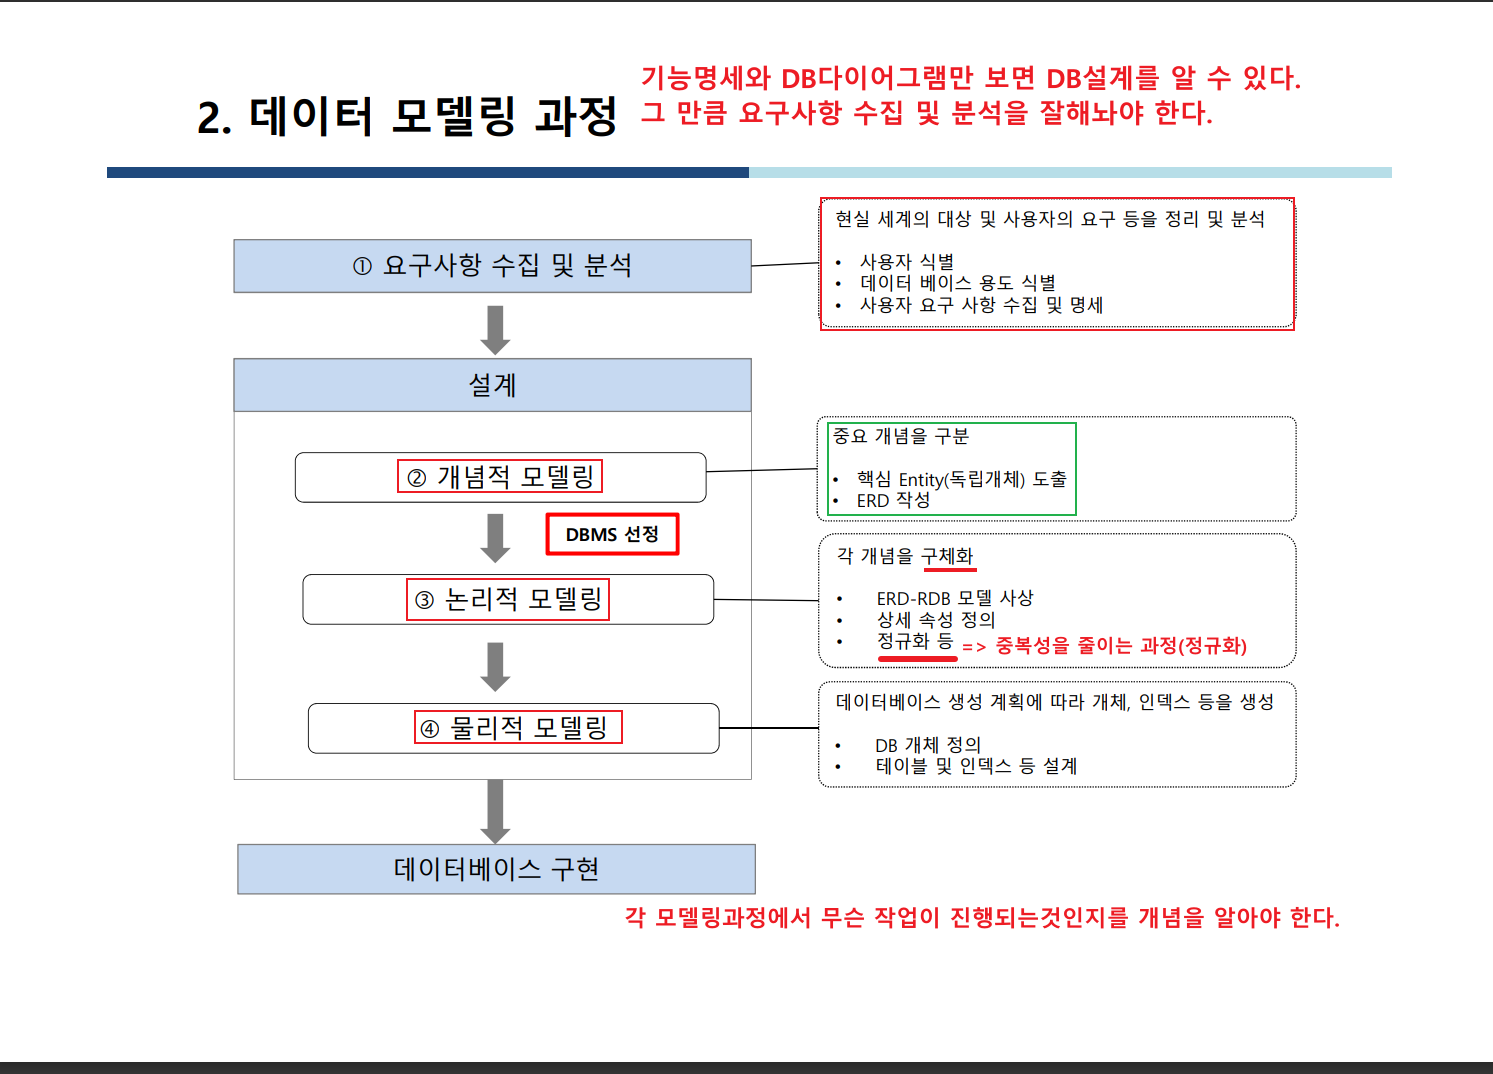 2. 데이터 모델링 과정
기능명세와 DB다이어그램만 보면 DB설계를 알 수 있다.
그 만큼 요구사항 수집 및 분석을 잘해놔야 한다.
① 요구사항 수집 및 분석
현실 세계의 대상 및 사용자의 요구 등을 정리 및 분석
• 사용자 식별
• 데이터 베이스 용도 식별
• 사용자 요구 사항 수집 및 명세
설계
② 개념적 모델링
중요 개념을 구분
• 핵심 Entity(독립개체) 도출
• ERD 작성
DBMS 선정
③ 논리적 모델링
각 개념을 구체화
• ERD-RDB 모델 사상
• 상세 속성 정의
• 정규화 등 => 중복성을 줄이는 과정(정규화)
④ 물리적 모델링
데이터베이스 생성 계획에 따라 개체, 인덱스 등을 생성
• DB 개체 정의
• 테이블 및 인덱스 등 설계
데이터베이스 구현
각 모델링과정에서 무슨 작업이 진행되는것인지를 개념을 알아야 한다.